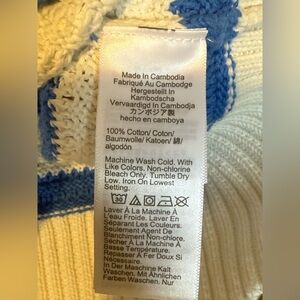 Made In Cambodia
Fabriqué Au Cambodge
Hergestellt In
Kambodscha
Vervaardigd In Cambodja
カンボジア製
hecho en camboya
100% Cotton/ Coton/
Baumwolle/ Katoen/ 綿/
algodón
Machine Wash Cold. With
Like Colors. Non-chlorine
Bleach Only. Tumble Dry
Low. Iron On Lowest
Setting.
30
Laver À La Machine À
L'eau Froide. Laver En
Séparant Les Couleurs.
Seulement Agent De
Blanchiment Non-chlore.
Sécher À La Machine À
Basse Température.
Repasser À Fer Doux Si
Nécessaire.
In Der Maschine Kalt
Waschen. Mit Ähnlichen
Farben Waschen. Nur